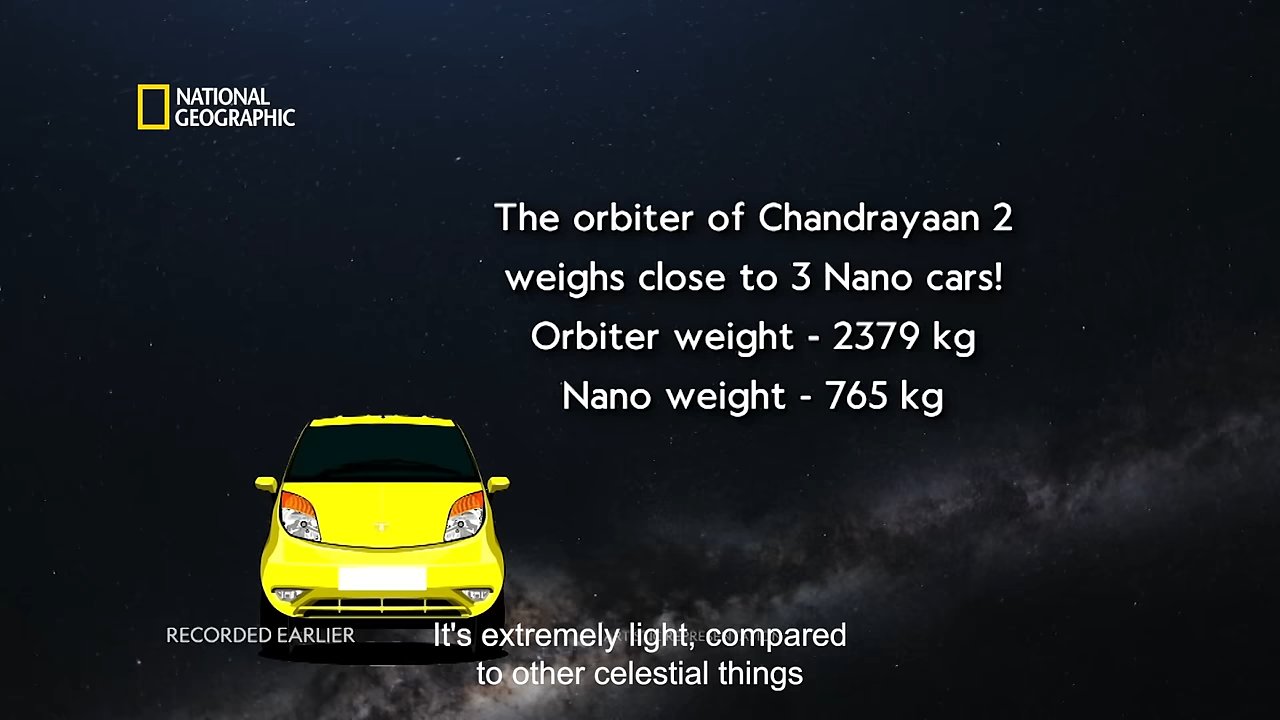 NATIONAL
GEOGRAPHIC
The orbiter of Chandrayaan 2
weighs close to 3 Nano cars!
Orbiter weight - 2379 kg
Nano weight - 765 kg
RECORDED EARLIER
It's extremely light, compared
to other celestial things